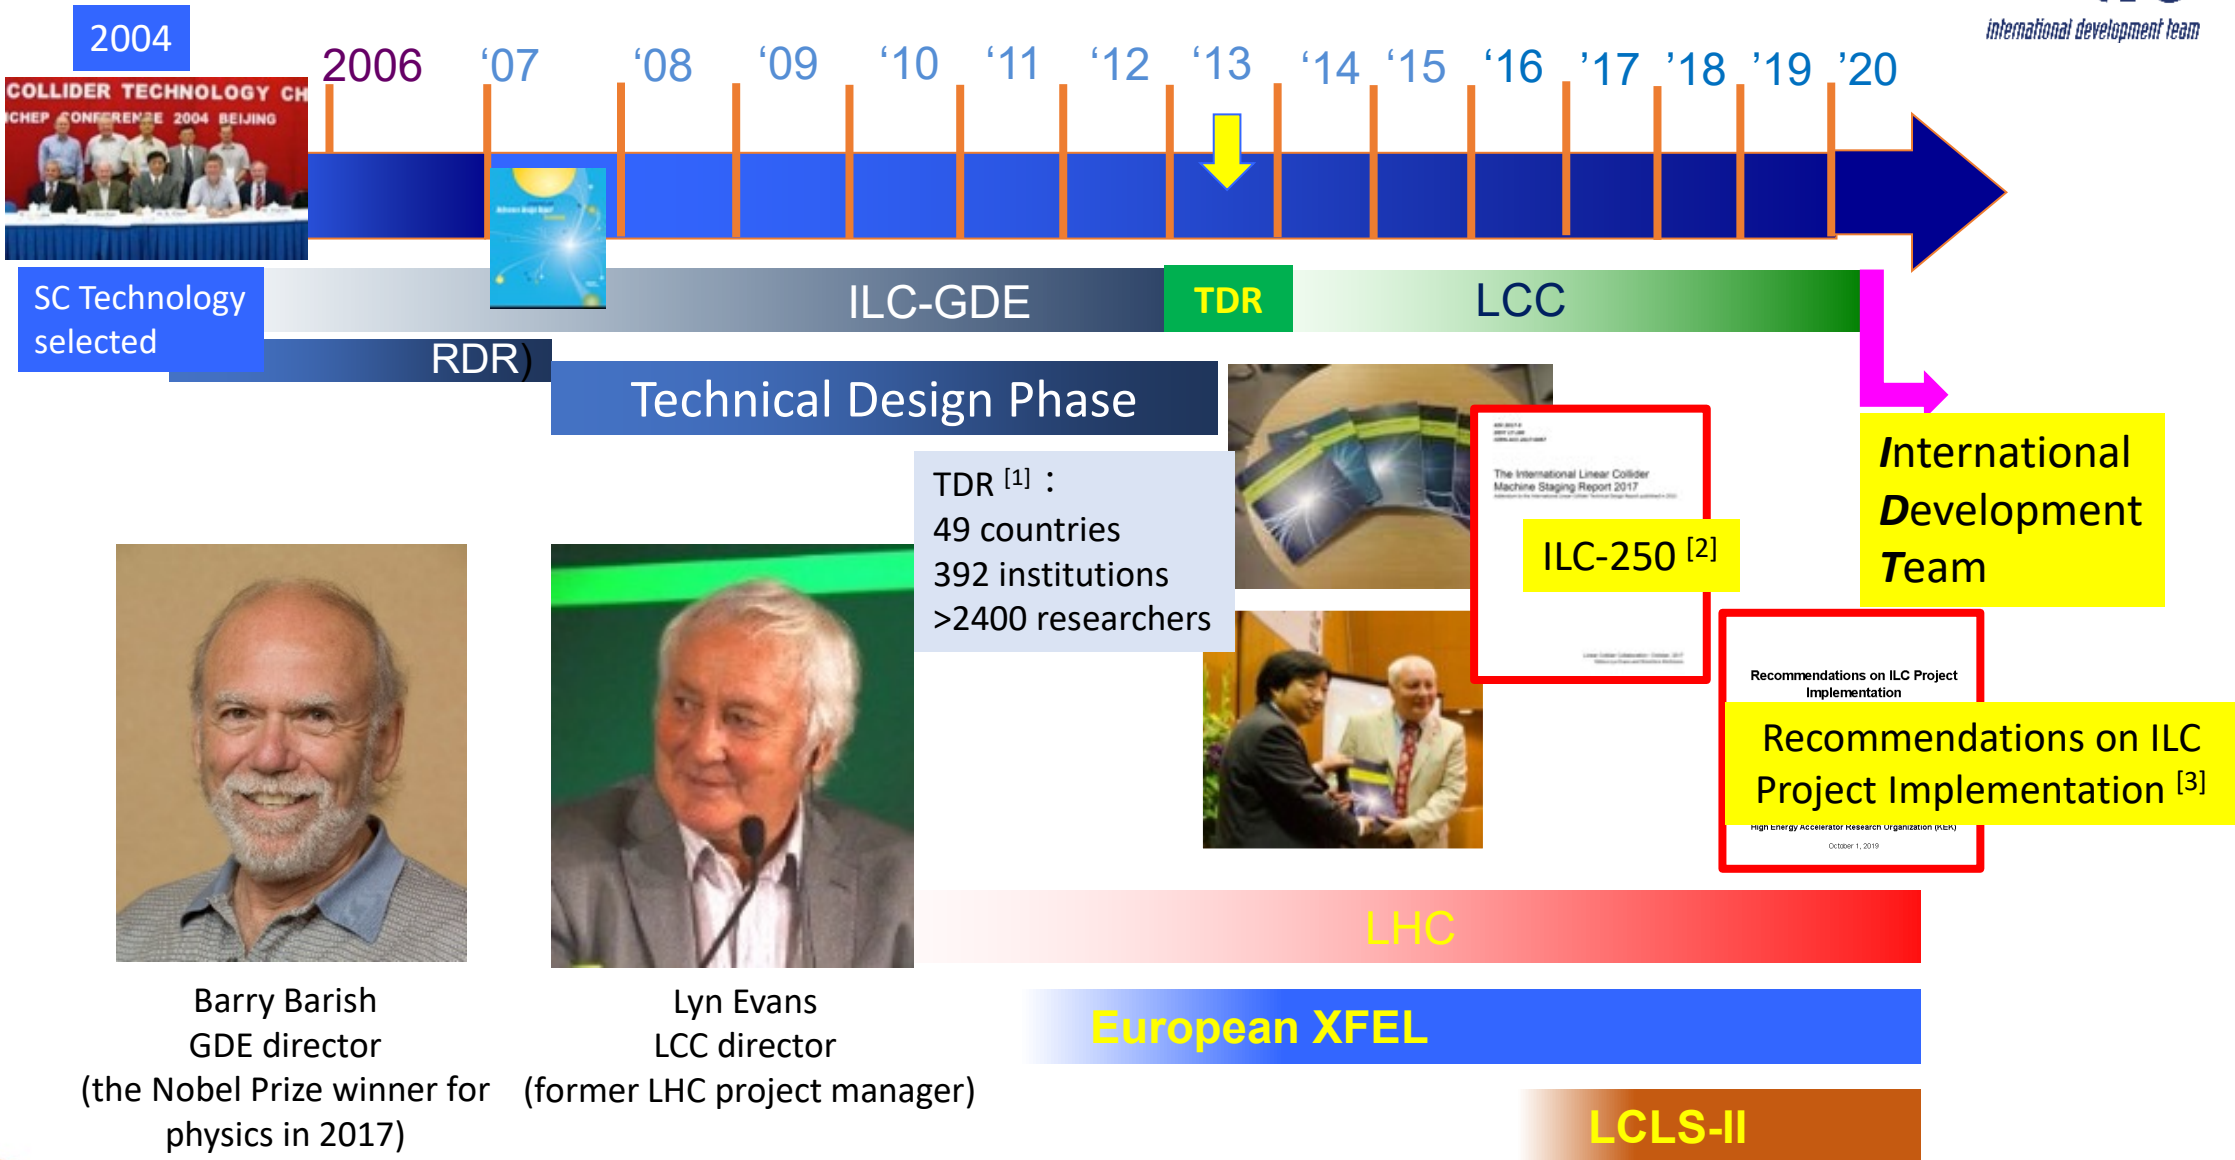 2004
international development team
2006 ‘07 ‘08 ‘09 ‘10 ‘11 ‘12 ‘13 ‘14 ‘15 ‘16 ’17 ’18 ’19 ’20
COLLIDER TECHNOLOGY CH
ICHEP CONFERENCE 2004 BEIJING
SC Technology
selected
ILC-GDE
TDR
LCC
RDR)
Technical Design Phase
TDR [1] :
49 countries
392 institutions
>2400 researchers
The International Linear Collider
Machine Staging Report 2017
ILC-250 [2]
International
Development
Team
Recommendations on ILC Project
Implementation
Recommendations on ILC
Project Implementation [3]
High Energy Accelerator Research Organization (KEK)
October 1, 2019
Barry Barish
GDE director
(the Nobel Prize winner for
physics in 2017)
Lyn Evans
LCC director
(former LHC project manager)
LHC
European XFEL
LCLS-II